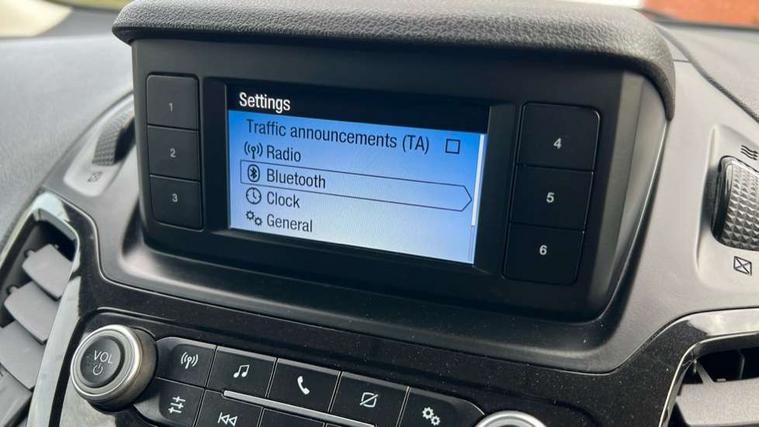 Settings
Traffic announcements (TA)
Radio
Bluetooth
Clock
General
1
2
3
4
5
6
VOL